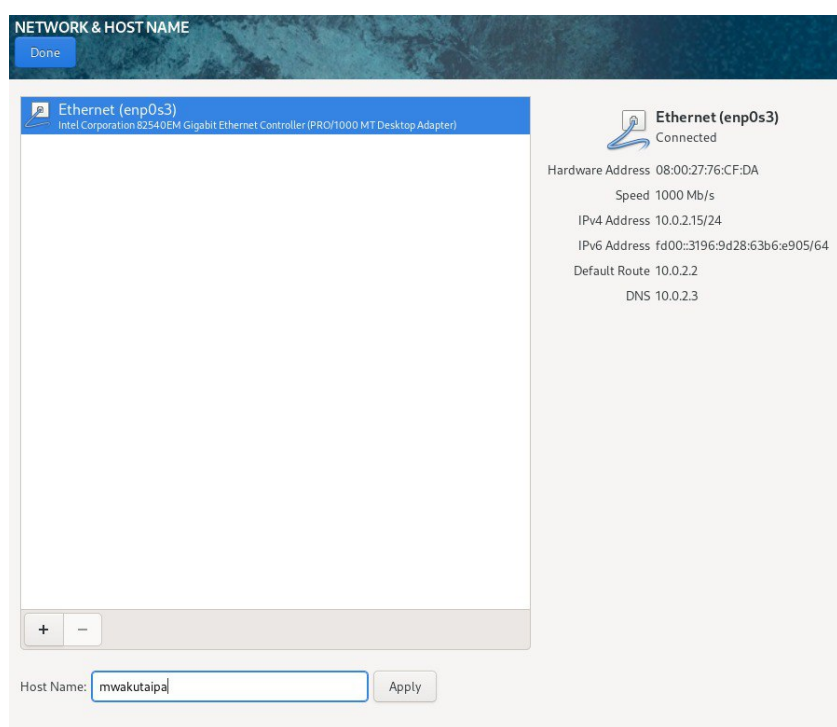 NETWORK & HOST NAME
Done
Ethernet (enp0s3)
Intel Corporation 82540EM Gigabit Ethernet Controller (PRO/1000 MT Desktop Adapter)
Ethernet (enp0s3)
Connected
Hardware Address 08:00:27:76:CF:DA
Speed 1000 Mb/s
IPv4 Address 10.0.2.15/24
IPv6 Address fd00::3196:9d28:63b6:e905/64
Default Route 10.0.2.2
DNS 10.0.2.3
+ −
Host Name: mwakutaipa Apply